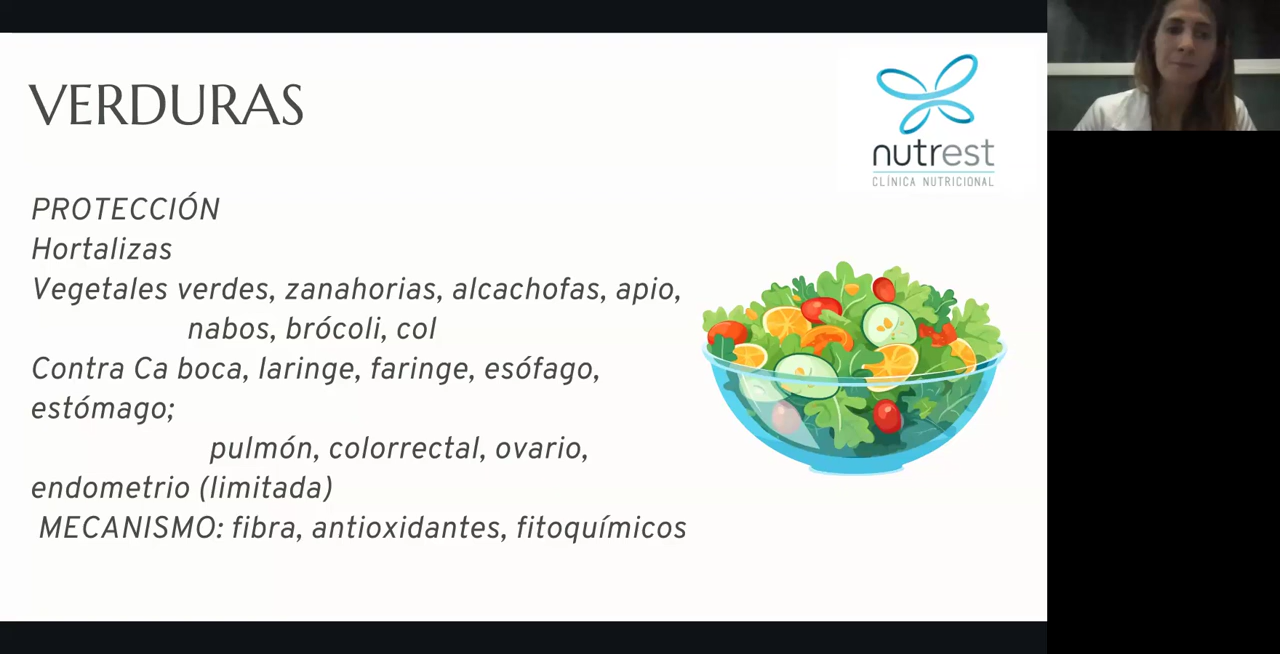 VERDURAS
nutrest
CLÍNICA NUTRICIONAL
PROTECCIÓN
Hortalizas
Vegetales verdes, zanahorias, alcachofas, apio,
nabos, brócoli, col
Contra Ca boca, laringe, faringe, esófago,
estómago;
pulmón, colorrectal, ovario,
endometrio (limitada)
MECANISMO: fibra, antioxidantes, fitoquímicos